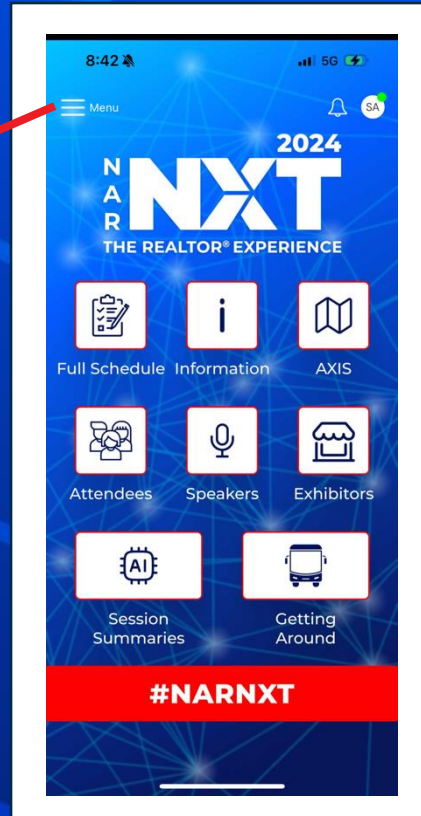 8:42
5G
Menu
SA
2024
NAR
NXT
THE REALTOR® EXPERIENCE
Full Schedule
Information
AXIS
Attendees
Speakers
Exhibitors
AI
Session
Summaries
Getting
Around
#NARNXT